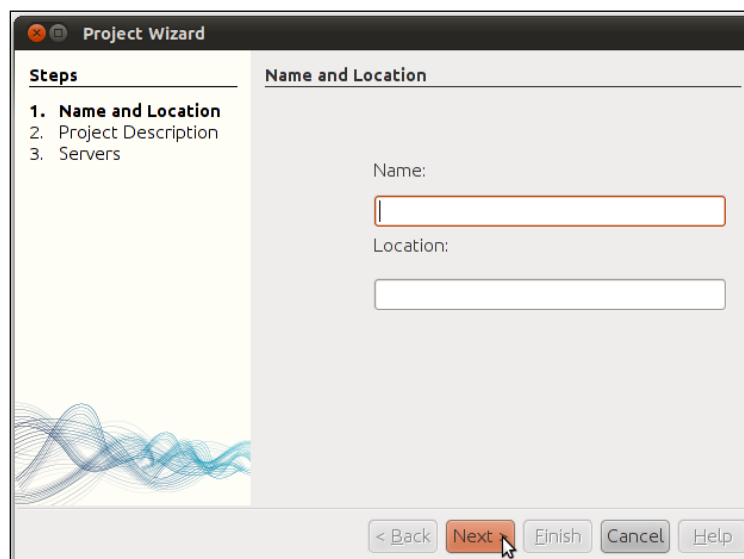 Project Wizard
Steps
1. Name and Location
2. Project Description
3. Servers
Name and Location
Name:
Location:
< Back
Next >
Finish
Cancel
Help